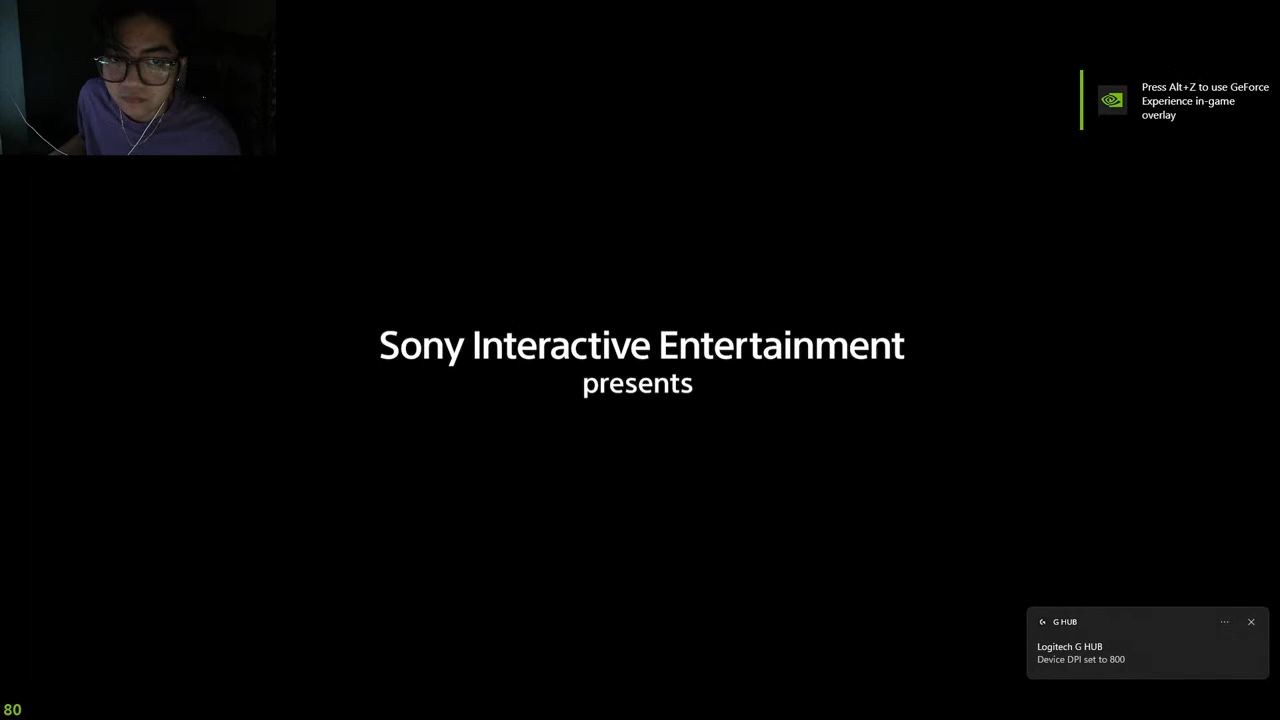 Press Alt+Z to use GeForce
Experience in-game
overlay
Sony Interactive Entertainment
presents
G HUB
Logitech G HUB
Device DPI set to 800
80